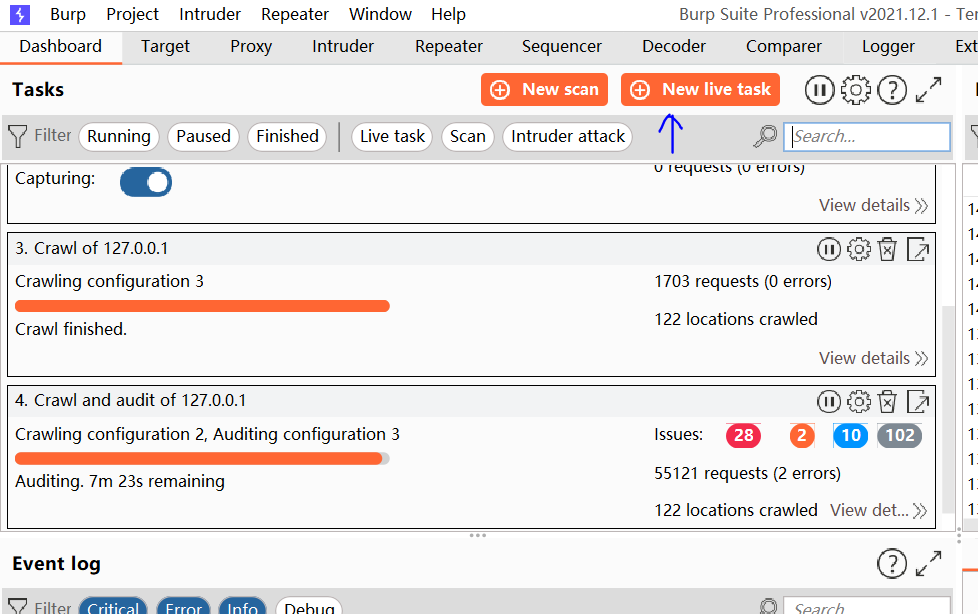 Burp Project Intruder Repeater Window Help Burp Suite Professional v2021.12.1 - Te
Dashboard Target Proxy Intruder Repeater Sequencer Decoder Comparer Logger Ext
Tasks New scan New live task
Filter Running Paused Finished Live task Scan Intruder attack Search...
Capturing: 0 requests (0 errors)
View details
3. Crawl of 127.0.0.1
Crawling configuration 3 1703 requests (0 errors)
Crawl finished. 122 locations crawled
View details
4. Crawl and audit of 127.0.0.1
Crawling configuration 2, Auditing configuration 3 Issues: 28 2 10 102
Auditing. 7m 23s remaining 55121 requests (2 errors)
122 locations crawled View det...
Event log
Filter Critical Error Info Debug Search...